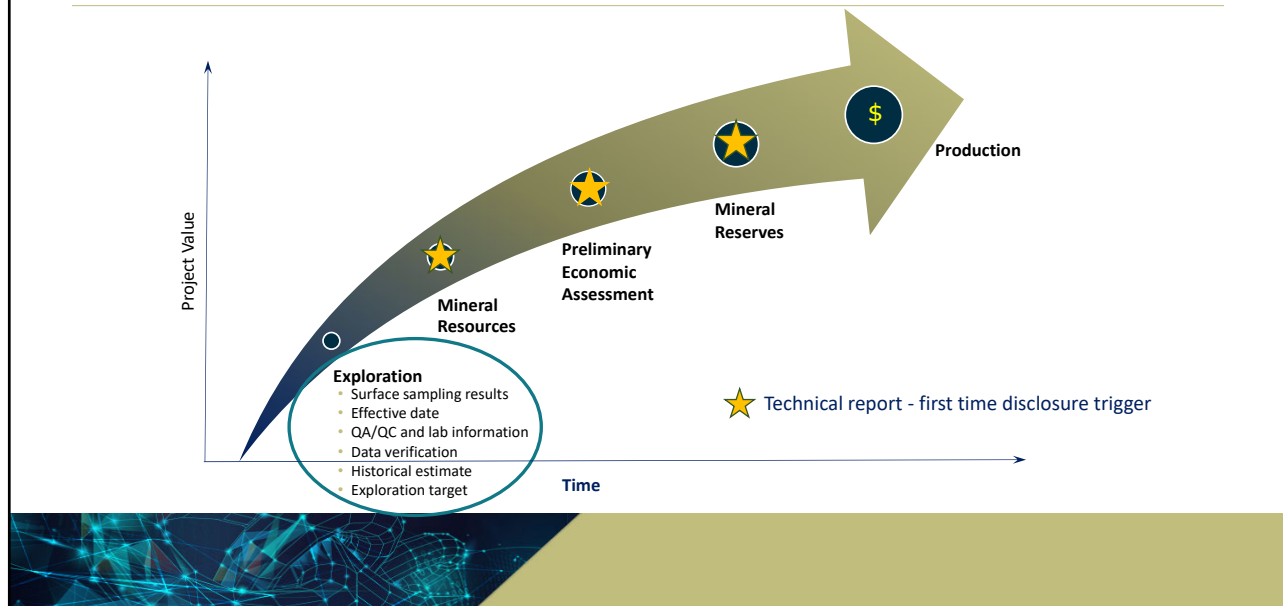 $
Production
Mineral
Reserves
Preliminary
Economic
Assessment
Mineral
Resources
Project Value
Exploration
• Surface sampling results
• Effective date
• QA/QC and lab information
• Data verification
• Historical estimate
• Exploration target
Technical report - first time disclosure trigger
Time